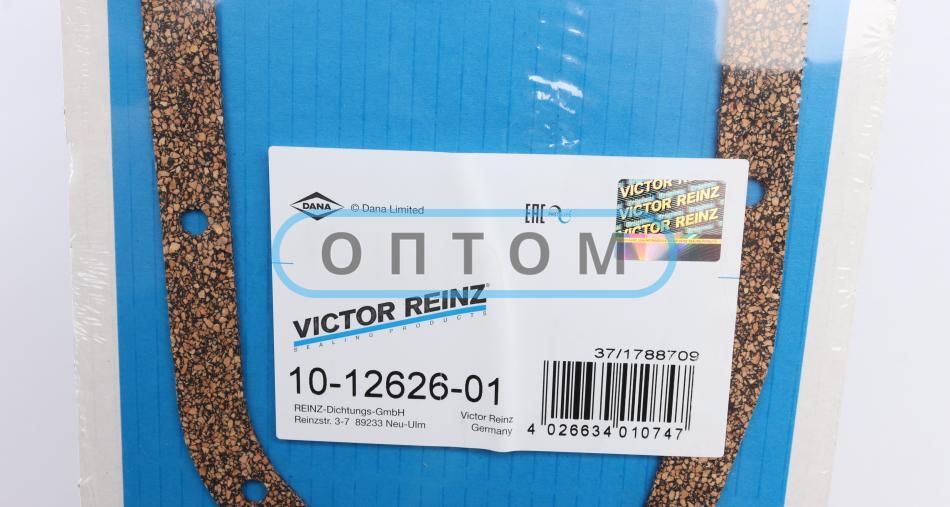 DANA
© Dana Limited
EAC
VICTOR REINZ
VICTOR REINZ
VICTOR REINZ
ОПТОМ
VICTOR REINZ
SEALING PRODUCTS
37/1788709
10-12626-01
REINZ-Dichtungs-GmbH
Reinzstr. 3-7 89233 Neu-Ulm
Victor Reinz
Germany
4 026634 010747